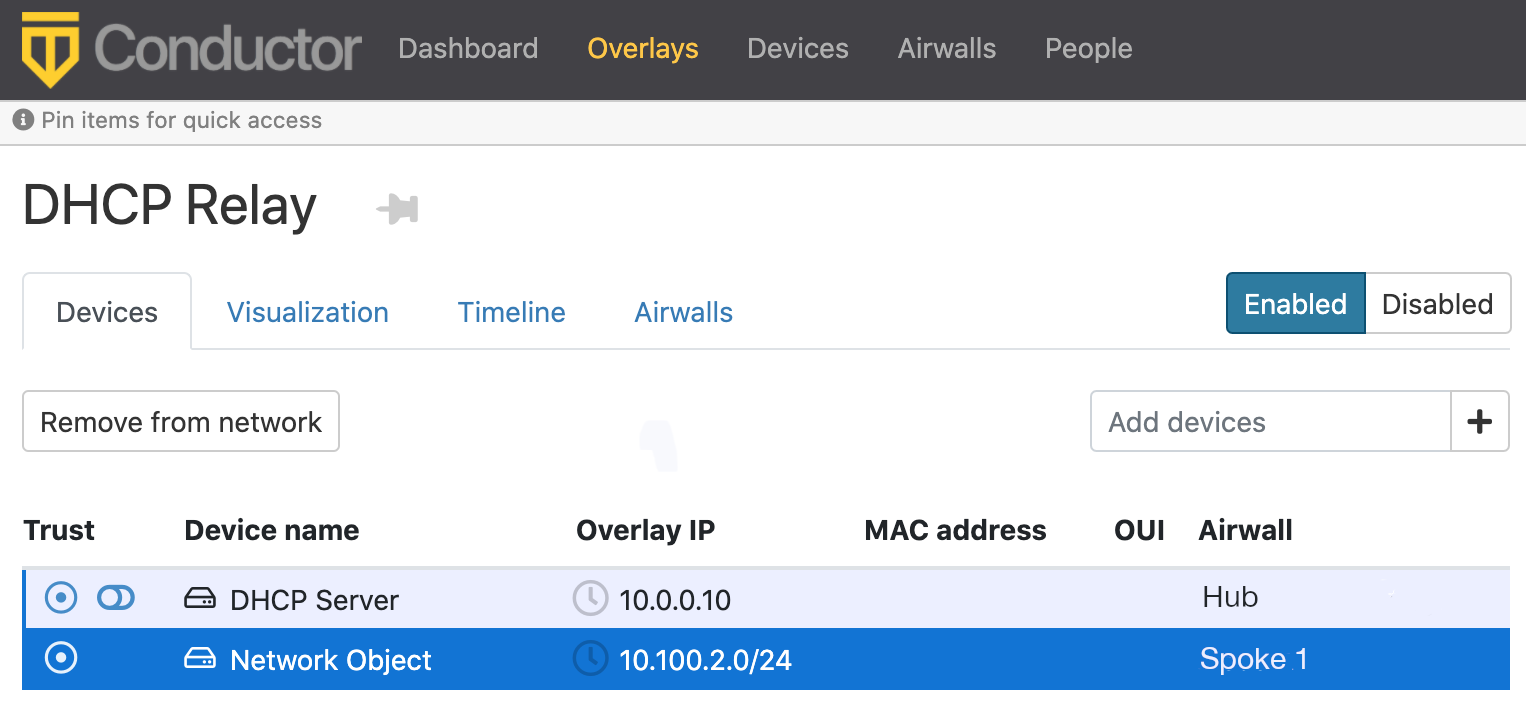 Conductor Dashboard Overlays Devices Airwalls People
Pin items for quick access
DHCP Relay
Devices Visualization Timeline Airwalls Enabled Disabled
Remove from network Add devices +
Trust Device name Overlay IP MAC address OUI Airwall
DHCP Server 10.0.0.10 Hub
Network Object 10.100.2.0/24 Spoke 1